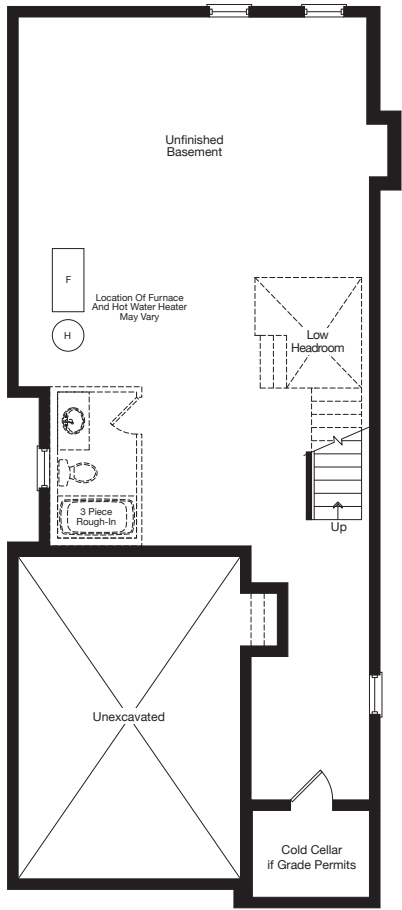 Unfinished
Basement
F
Location Of Furnace
And Hot Water Heater
May Vary
H
Low
Headroom
3 Piece
Rough-In
Up
Unexcavated
Cold Cellar
if Grade Permits